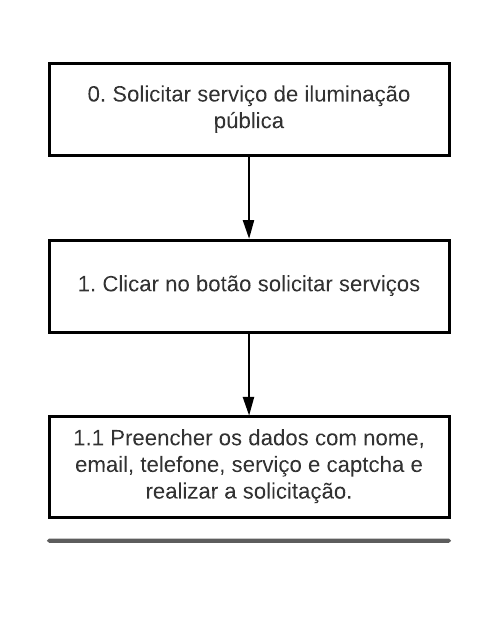 0. Solicitar serviço de iluminação
pública
1. Clicar no botão solicitar serviços
1.1 Preencher os dados com nome,
email, telefone, serviço e captcha e
realizar a solicitação.